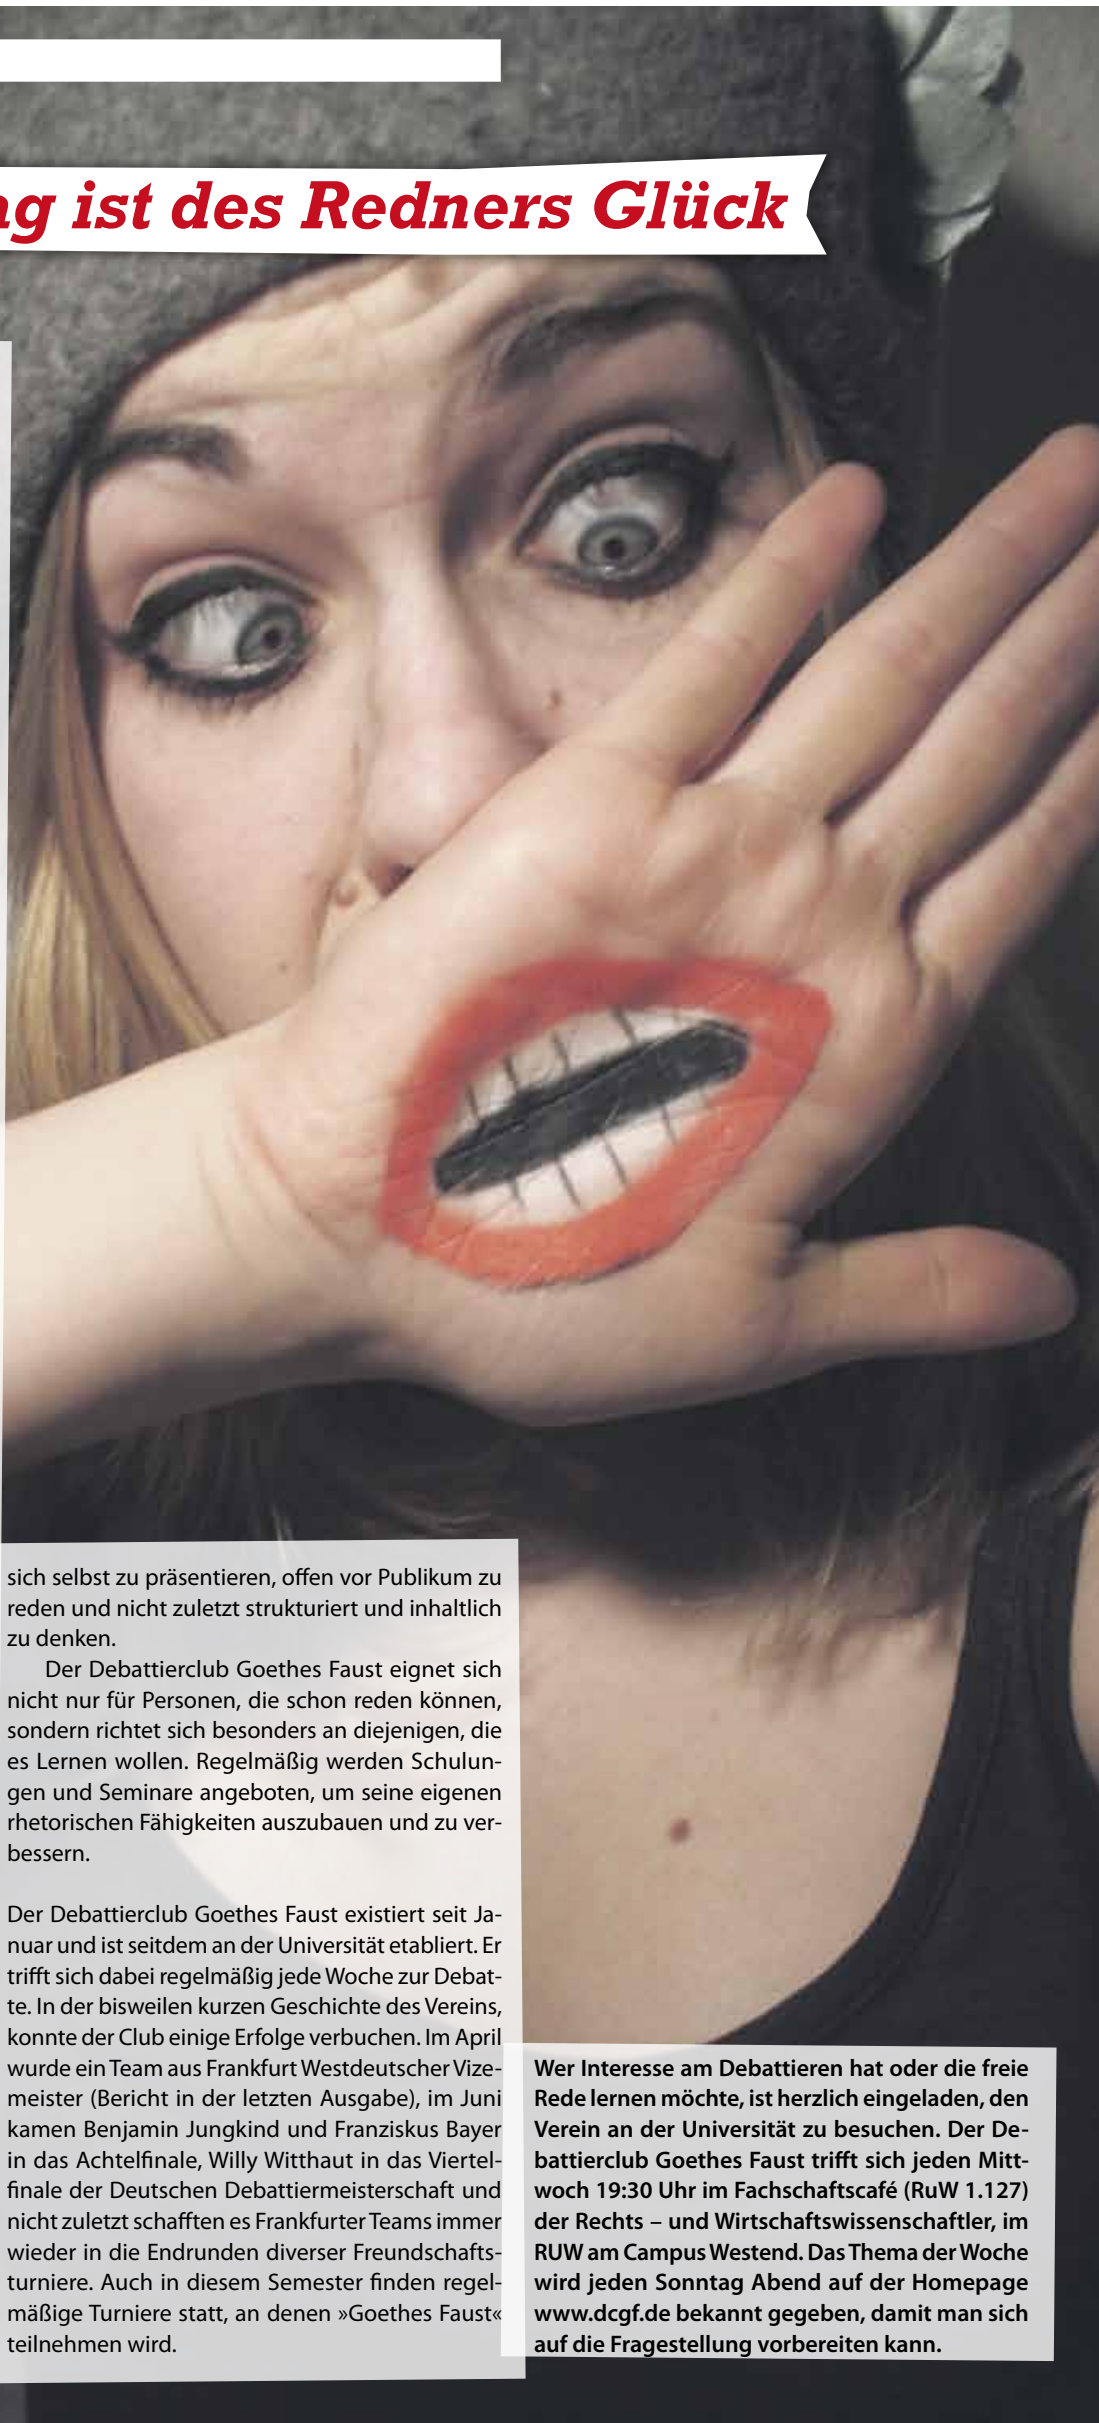 ng ist des Redners Glück
sich selbst zu präsentieren, offen vor Publikum zu
reden und nicht zuletzt strukturiert und inhaltlich
zu denken.
Der Debattierclub Goethes Faust eignet sich
nicht nur für Personen, die schon reden können,
sondern richtet sich besonders an diejenigen, die
es Lernen wollen. Regelmäßig werden Schulun-
gen und Seminare angeboten, um seine eigenen
rhetorischen Fähigkeiten auszubauen und zu ver-
bessern.
Der Debattierclub Goethes Faust existiert seit Ja-
nuar und ist seitdem an der Universität etabliert. Er
trifft sich dabei regelmäßig jede Woche zur Debat-
te. In der bisweilen kurzen Geschichte des Vereins,
konnte der Club einige Erfolge verbuchen. Im April
wurde ein Team aus Frankfurt Westdeutscher Vize-
meister (Bericht in der letzten Ausgabe), im Juni
kamen Benjamin Jungkind und Franziskus Bayer
in das Achtelfinale, Willy Witthaut in das Viertel-
finale der Deutschen Debattiermeisterschaft und
nicht zuletzt schafften es Frankfurter Teams immer
wieder in die Endrunden diverser Freundschafts-
turniere. Auch in diesem Semester finden regel-
mäßige Turniere statt, an denen »Goethes Faust«
teilnehmen wird.
Wer Interesse am Debattieren hat oder die freie
Rede lernen möchte, ist herzlich eingeladen, den
Verein an der Universität zu besuchen. Der De-
battierclub Goethes Faust trifft sich jeden Mitt-
woch 19:30 Uhr im Fachschaftscafé (RuW 1.127)
der Rechts – und Wirtschaftswissenschaftler, im
RUW am Campus Westend. Das Thema der Woche
wird jeden Sonntag Abend auf der Homepage
www.dcgf.de bekannt gegeben, damit man sich
auf die Fragestellung vorbereiten kann.